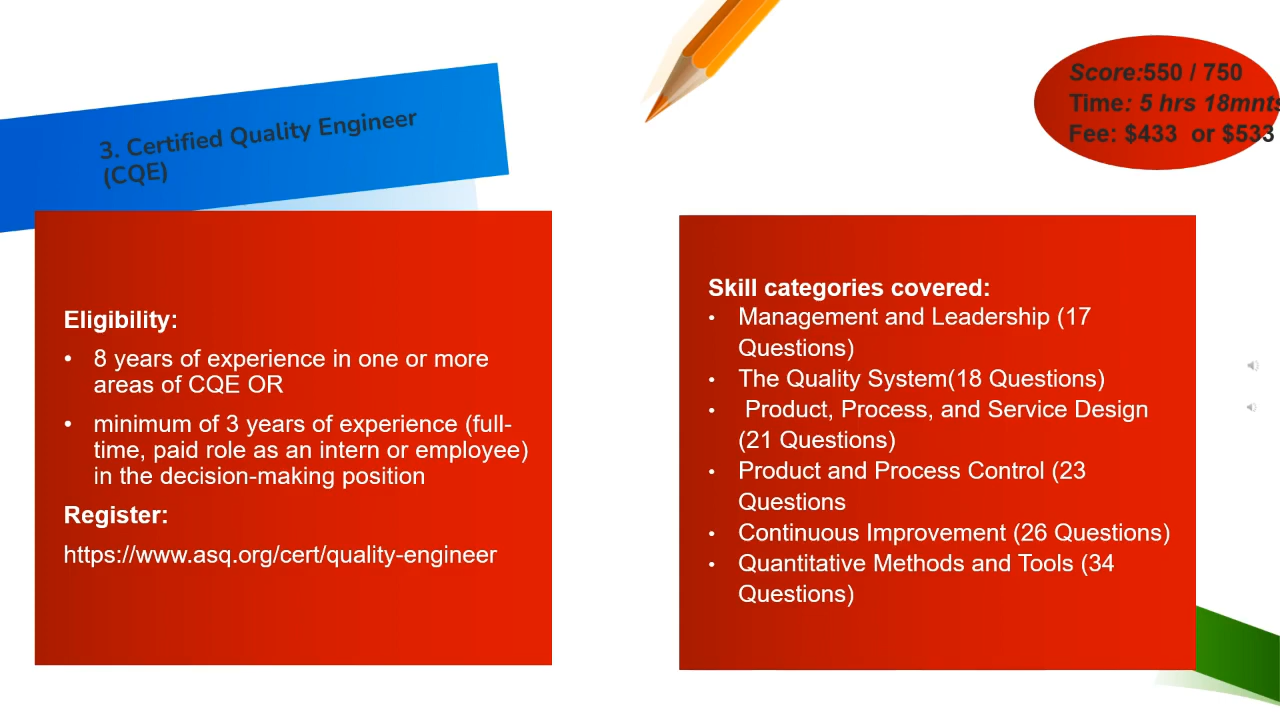 3. Certified Quality Engineer
(CQE)
Score:550 / 750
Time: 5 hrs 18mnts
Fee: $433  or $533
Eligibility:
• 8 years of experience in one or more
areas of CQE OR
• minimum of 3 years of experience (full-
time, paid role as an intern or employee)
in the decision-making position
Register:
https://www.asq.org/cert/quality-engineer
Skill categories covered:
• Management and Leadership (17
Questions)
• The Quality System(18 Questions)
• Product, Process, and Service Design
(21 Questions)
• Product and Process Control (23
Questions
• Continuous Improvement (26 Questions)
• Quantitative Methods and Tools (34
Questions)